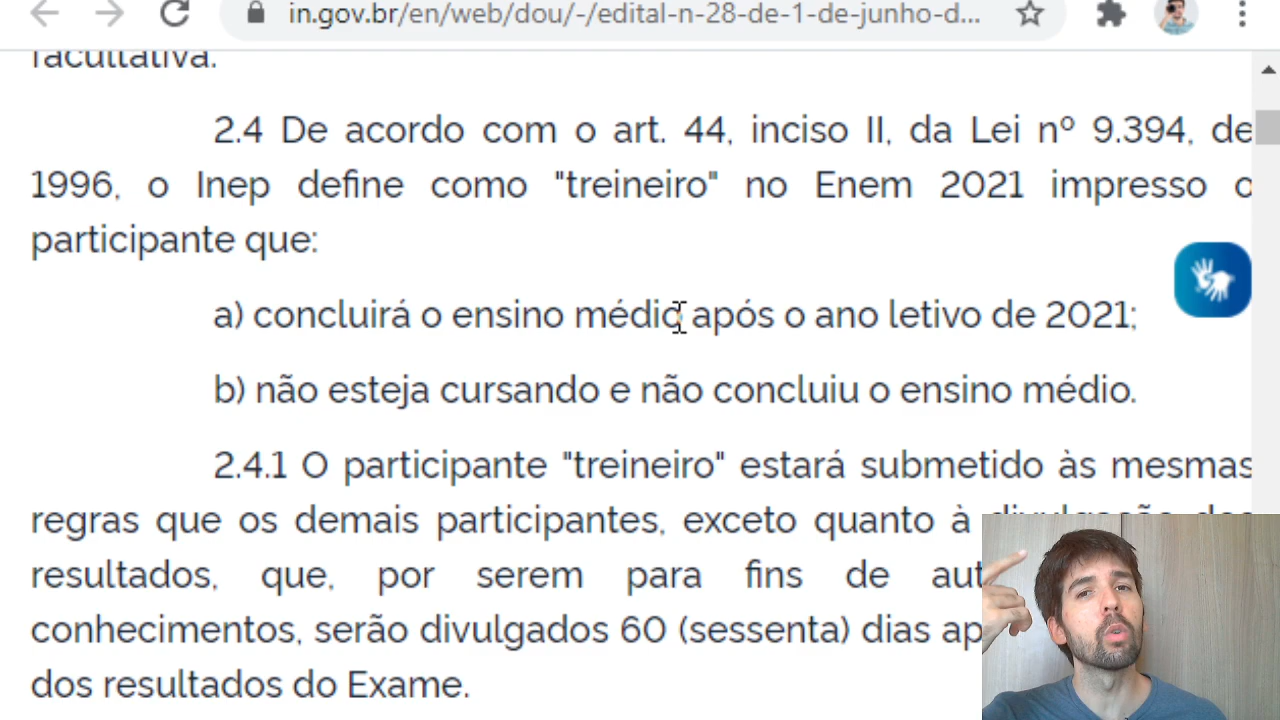 in.gov.br/en/web/dou/-/edital-n-28-de-1-de-junho-d...
facultativa.
2.4 De acordo com o art. 44, inciso II, da Lei nº 9.394, de
1996, o Inep define como "treineiro" no Enem 2021 impresso o
participante que:
a) concluirá o ensino médio após o ano letivo de 2021;
b) não esteja cursando e não concluiu o ensino médio.
2.4.1 O participante "treineiro" estará submetido às mesmas
regras que os demais participantes, exceto quanto à
resultados, que, por serem para fins de
conhecimentos, serão divulgados 60 (sessenta) dias
dos resultados do Exame.